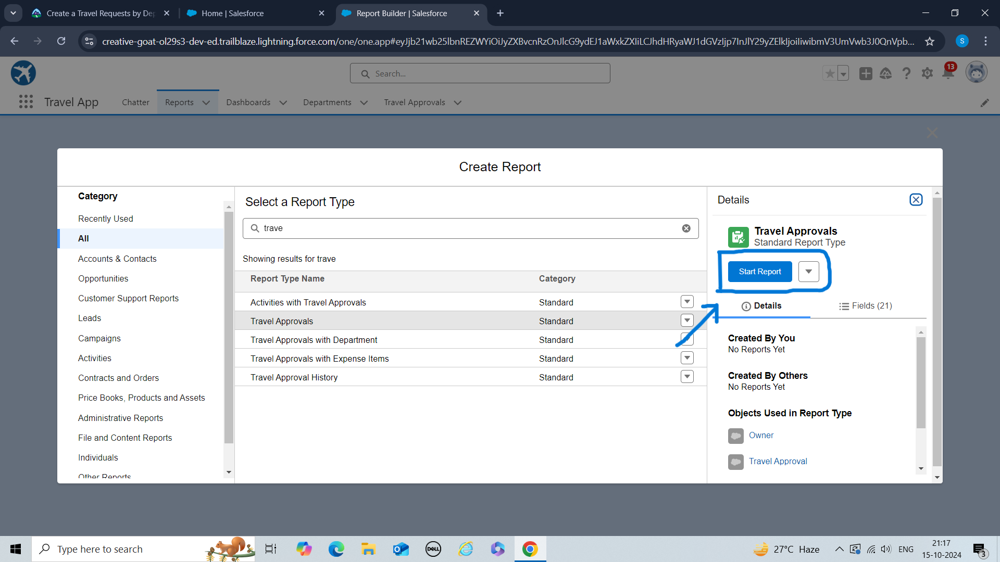 Create a Travel Requests by Dep
Home | Salesforce
Report Builder | Salesforce
creative-goat-ol29s3-dev-ed.trailblaze.lightning.force.com/one/one.app#eyJjb21wb25lbnREZWYiOiJyZXBvcnRzOnJlcG9ydEJ1aWxkZXIiLCJhdHRyaWJ1dGVzIjp7InJlY29yZElkIjoiIiwibmV3UmVwb3J0QnVpb...
S
Search...
13
Travel App
Chatter
Reports
Dashboards
Departments
Travel Approvals
Create Report
Category
Recently Used
All
Accounts & Contacts
Opportunities
Customer Support Reports
Leads
Campaigns
Activities
Contracts and Orders
Price Books, Products and Assets
Administrative Reports
File and Content Reports
Individuals
Other Reports
Select a Report Type
trave
Showing results for trave
Report Type Name Category
Activities with Travel Approvals Standard
Travel Approvals Standard
Travel Approvals with Department Standard
Travel Approvals with Expense Items Standard
Travel Approval History Standard
Details
Travel Approvals
Standard Report Type
Start Report
Details
Fields (21)
Created By You
No Reports Yet
Created By Others
No Reports Yet
Objects Used in Report Type
Owner
Travel Approval
Type here to search
DELL
27°C Haze
ENG
21:17
15-10-2024
3